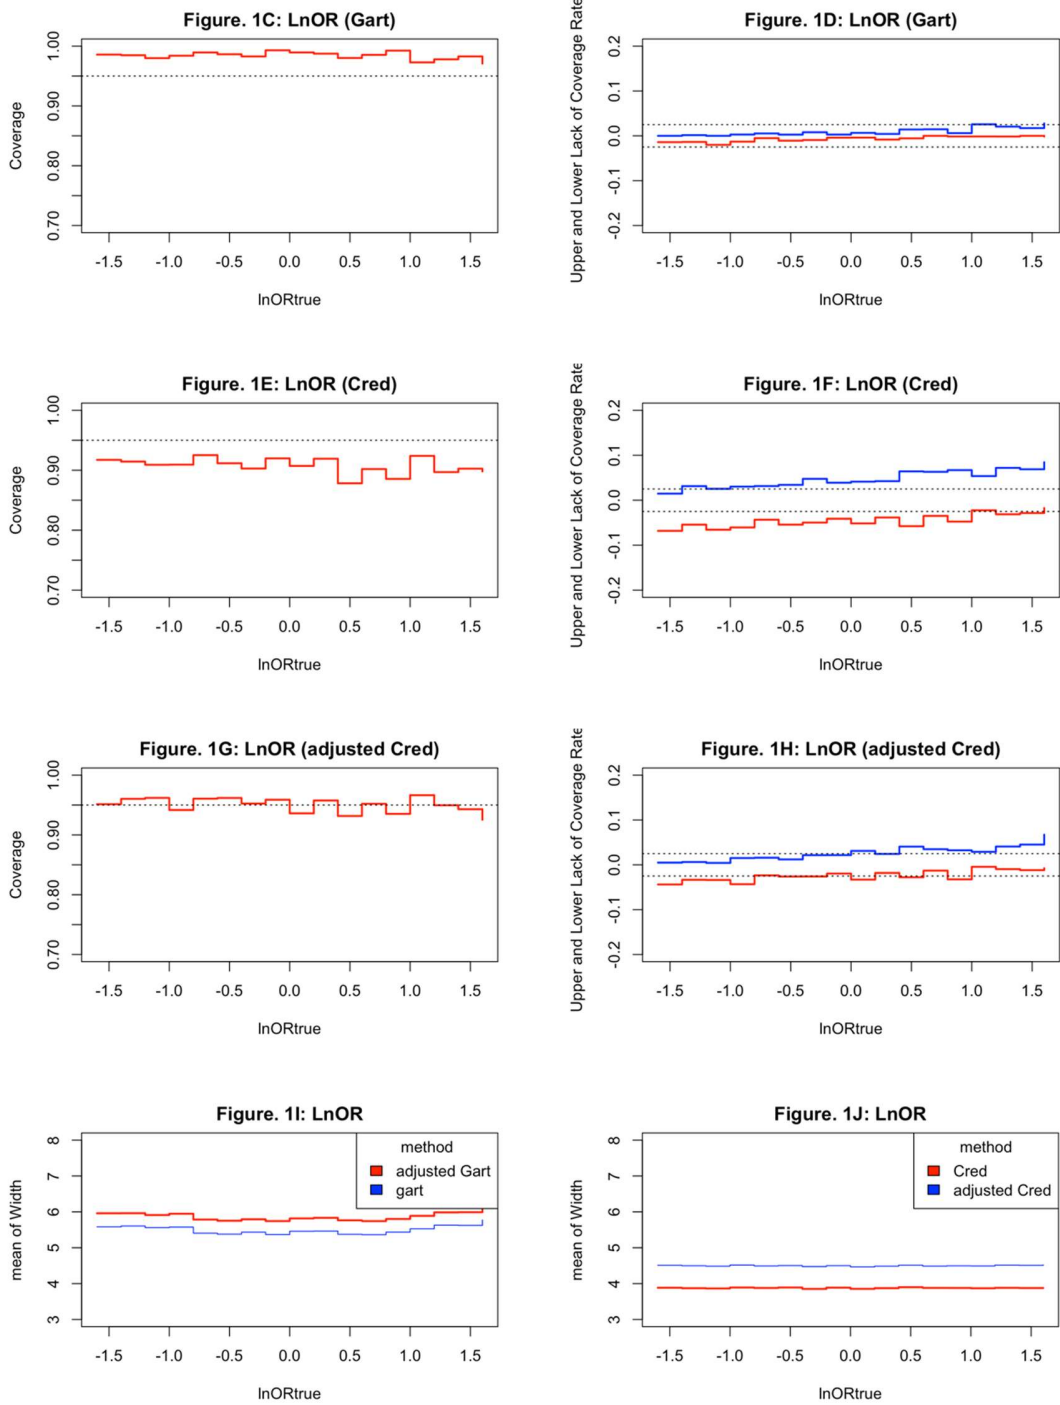 Figure. 1C: LnOR (Gart)
Coverage
1.00
0.90
0.80
0.70
-1.5 -1.0 -0.5 0.0 0.5 1.0 1.5
lnORtrue
Figure. 1D: LnOR (Gart)
Upper and Lower Lack of Coverage Rate
0.2
0.1
0.0
-0.1
-0.2
-1.5 -1.0 -0.5 0.0 0.5 1.0 1.5
lnORtrue
Figure. 1E: LnOR (Cred)
Coverage
1.00
0.90
0.80
0.70
-1.5 -1.0 -0.5 0.0 0.5 1.0 1.5
lnORtrue
Figure. 1F: LnOR (Cred)
Upper and Lower Lack of Coverage Rate
0.2
0.1
0.0
-0.1
-0.2
-1.5 -1.0 -0.5 0.0 0.5 1.0 1.5
lnORtrue
Figure. 1G: LnOR (adjusted Cred)
Coverage
1.00
0.90
0.80
0.70
-1.5 -1.0 -0.5 0.0 0.5 1.0 1.5
lnORtrue
Figure. 1H: LnOR (adjusted Cred)
Upper and Lower Lack of Coverage Rate
0.2
0.1
0.0
-0.1
-0.2
-1.5 -1.0 -0.5 0.0 0.5 1.0 1.5
lnORtrue
Figure. 1I: LnOR
mean of Width
8
7
6
5
4
3
method
adjusted Gart
gart
-1.5 -1.0 -0.5 0.0 0.5 1.0 1.5
lnORtrue
Figure. 1J: LnOR
mean of Width
8
7
6
5
4
3
method
Cred
adjusted Cred
-1.5 -1.0 -0.5 0.0 0.5 1.0 1.5
lnORtrue